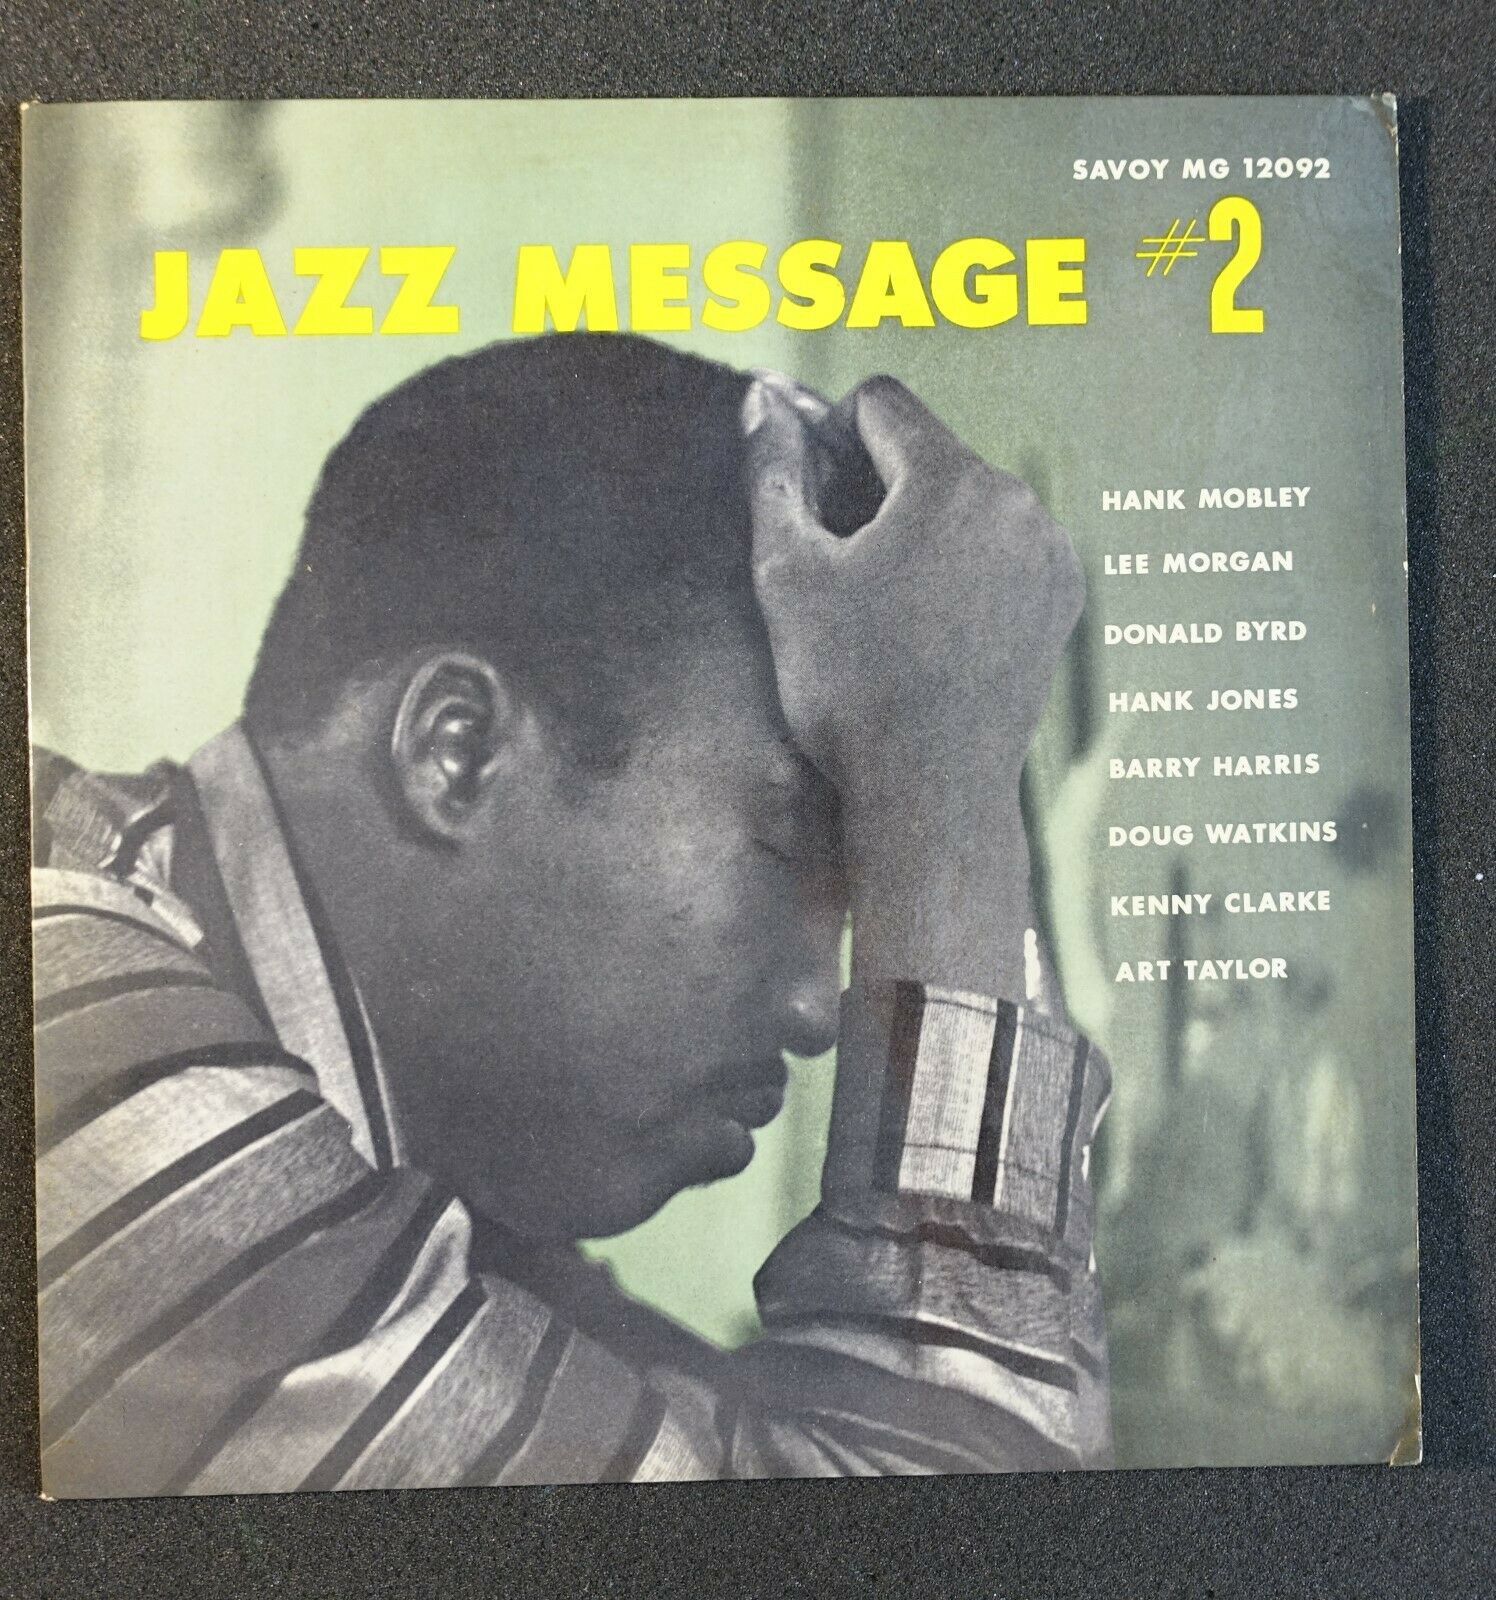 SAVOY MG 12092
JAZZ MESSAGE #2
HANK MOBLEY
LEE MORGAN
DONALD BYRD
HANK JONES
BARRY HARRIS
DOUG WATKINS
KENNY CLARKE
ART TAYLOR